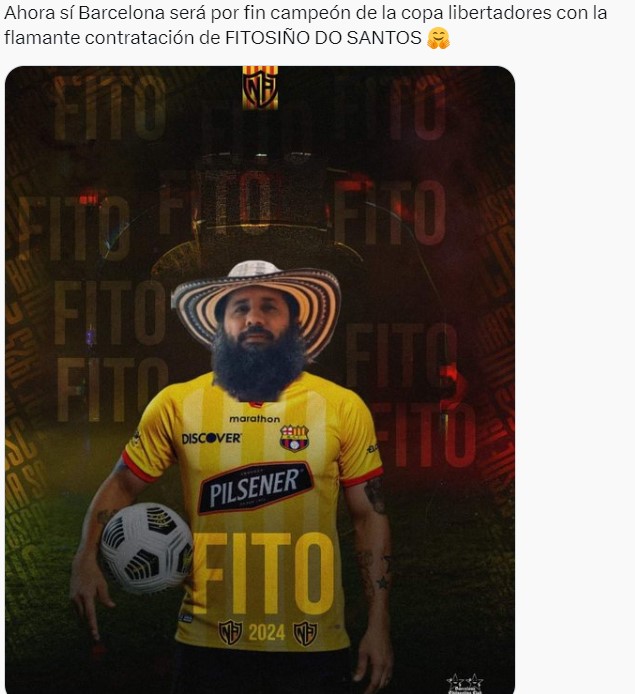 Ahora sí Barcelona será por fin campeón de la copa libertadores con la
flamante contratación de FITOSIÑO DO SANTOS 🤗
FITO
FITO
FITO
FITO
FITO
FITO
FITO
FITO
FITO
FITO
marathon
DISCOVER
PILSENER
FITO
2024